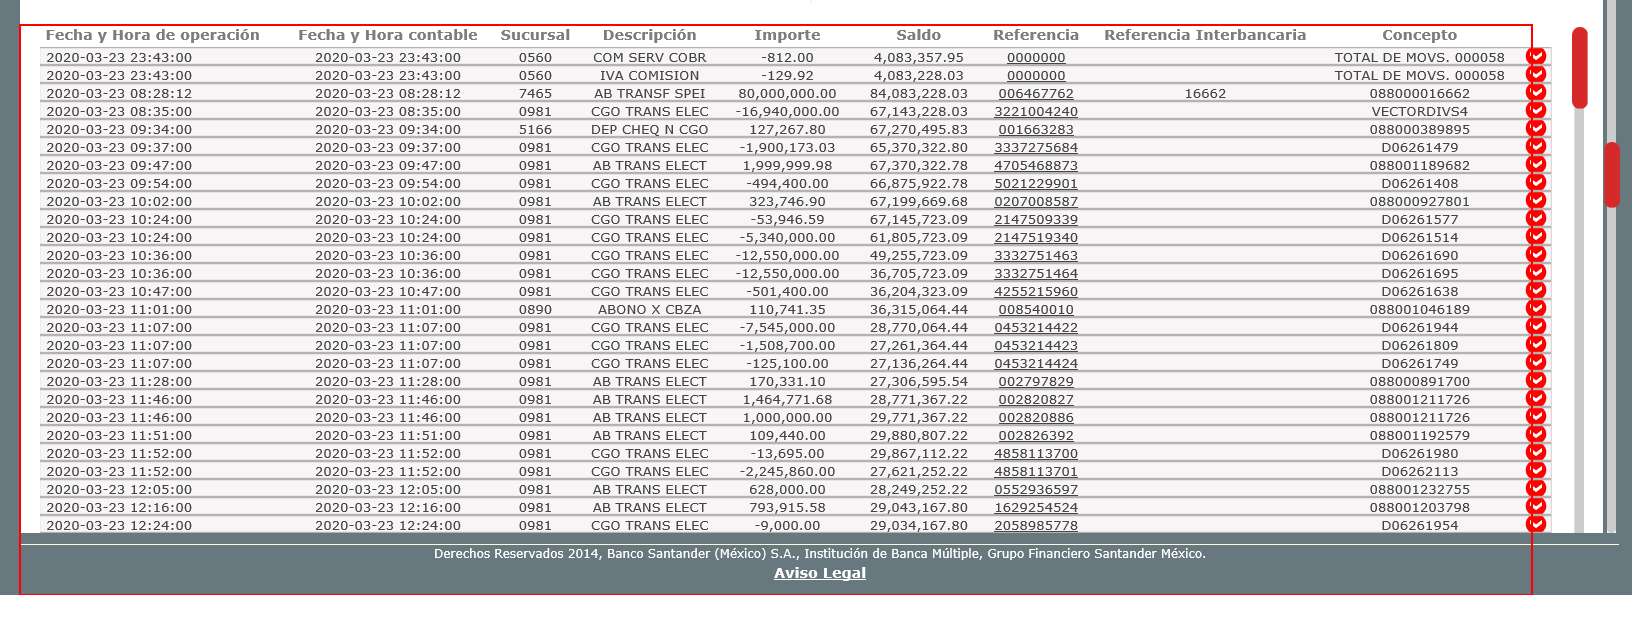 Fecha y Hora de operación Fecha y Hora contable Sucursal Descripción Importe Saldo Referencia Referencia Interbancaria Concepto
2020-03-23 23:43:00 2020-03-23 23:43:00 0560 COM SERV COBR -812.00 4,083,357.95 0000000 TOTAL DE MOVS. 000058
2020-03-23 23:43:00 2020-03-23 23:43:00 0560 IVA COMISION -129.92 4,083,228.03 0000000 TOTAL DE MOVS. 000058
2020-03-23 08:28:12 2020-03-23 08:28:12 7465 AB TRANSF SPEI 80,000,000.00 84,083,228.03 006467762 16662 088000016662
2020-03-23 08:35:00 2020-03-23 08:35:00 0981 CGO TRANS ELEC -16,940,000.00 67,143,228.03 3221004240 VECTORDIVS4
2020-03-23 09:34:00 2020-03-23 09:34:00 5166 DEP CHEQ N CGO 127,267.80 67,270,495.83 001663283 088000389895
2020-03-23 09:37:00 2020-03-23 09:37:00 0981 CGO TRANS ELEC -1,900,173.03 65,370,322.80 3337275684 D06261479
2020-03-23 09:47:00 2020-03-23 09:47:00 0981 AB TRANS ELECT 1,999,999.98 67,370,322.78 4705468873 088001189682
2020-03-23 09:54:00 2020-03-23 09:54:00 0981 CGO TRANS ELEC -494,400.00 66,875,922.78 5021229901 D06261408
2020-03-23 10:02:00 2020-03-23 10:02:00 0981 AB TRANS ELECT 323,746.90 67,199,669.68 0207008587 088000927801
2020-03-23 10:24:00 2020-03-23 10:24:00 0981 CGO TRANS ELEC -53,946.59 67,145,723.09 2147509339 D06261577
2020-03-23 10:24:00 2020-03-23 10:24:00 0981 CGO TRANS ELEC -5,340,000.00 61,805,723.09 2147519340 D06261514
2020-03-23 10:36:00 2020-03-23 10:36:00 0981 CGO TRANS ELEC -12,550,000.00 49,255,723.09 3332751463 D06261690
2020-03-23 10:36:00 2020-03-23 10:36:00 0981 CGO TRANS ELEC -12,550,000.00 36,705,723.09 3332751464 D06261695
2020-03-23 10:47:00 2020-03-23 10:47:00 0981 CGO TRANS ELEC -501,400.00 36,204,323.09 4255215960 D06261638
2020-03-23 11:01:00 2020-03-23 11:01:00 0890 ABONO X CBZA 110,741.35 36,315,064.44 008540010 088001046189
2020-03-23 11:07:00 2020-03-23 11:07:00 0981 CGO TRANS ELEC -7,545,000.00 28,770,064.44 0453214422 D06261944
2020-03-23 11:07:00 2020-03-23 11:07:00 0981 CGO TRANS ELEC -1,508,700.00 27,261,364.44 0453214423 D06261809
2020-03-23 11:07:00 2020-03-23 11:07:00 0981 CGO TRANS ELEC -125,100.00 27,136,264.44 0453214424 D06261749
2020-03-23 11:28:00 2020-03-23 11:28:00 0981 AB TRANS ELECT 170,331.10 27,306,595.54 002797829 088000891700
2020-03-23 11:46:00 2020-03-23 11:46:00 0981 AB TRANS ELECT 1,464,771.68 28,771,367.22 002820827 088001211726
2020-03-23 11:46:00 2020-03-23 11:46:00 0981 AB TRANS ELECT 1,000,000.00 29,771,367.22 002820886 088001211726
2020-03-23 11:51:00 2020-03-23 11:51:00 0981 AB TRANS ELECT 109,440.00 29,880,807.22 002826392 088001192579
2020-03-23 11:52:00 2020-03-23 11:52:00 0981 CGO TRANS ELEC -13,695.00 29,867,112.22 4858113700 D06261980
2020-03-23 11:52:00 2020-03-23 11:52:00 0981 CGO TRANS ELEC -2,245,860.00 27,621,252.22 4858113701 D06262113
2020-03-23 12:05:00 2020-03-23 12:05:00 0981 AB TRANS ELECT 628,000.00 28,249,252.22 0552936597 088001232755
2020-03-23 12:16:00 2020-03-23 12:16:00 0981 AB TRANS ELECT 793,915.58 29,043,167.80 1629254524 088001203798
2020-03-23 12:24:00 2020-03-23 12:24:00 0981 CGO TRANS ELEC -9,000.00 29,034,167.80 2058985778 D06261954
Derechos Reservados 2014, Banco Santander (México) S.A., Institución de Banca Múltiple, Grupo Financiero Santander México.
Aviso Legal